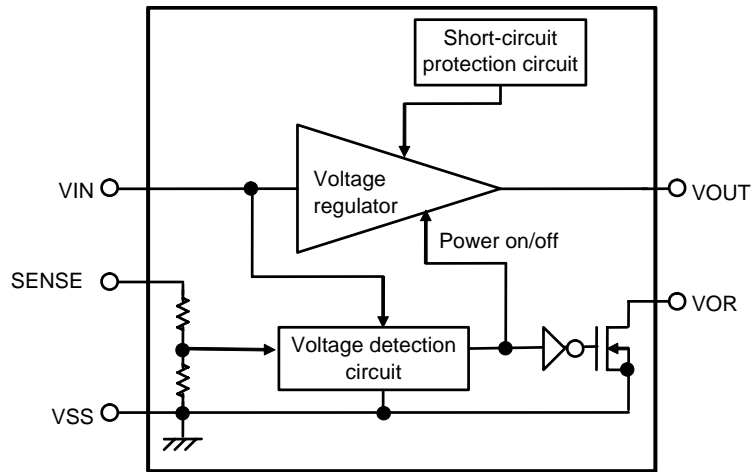 Short-circuit
protection circuit
VIN
Voltage
regulator
VOUT
Power on/off
SENSE
VOR
Voltage detection
circuit
VSS